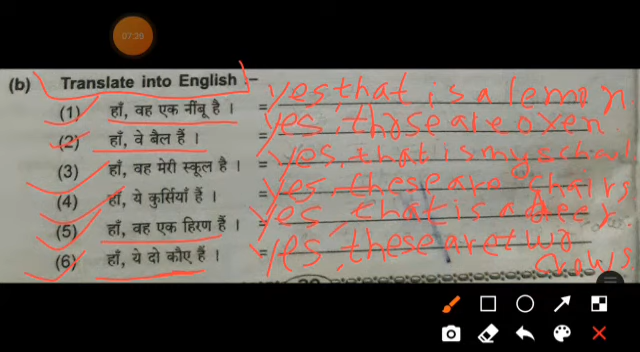 07:39
(b) Translate into English :–
(1) हाँ, वह एक नींबू है । = yes that is a lemon
(2) हाँ, वे बैल हैं । = yes, those are oxen.
(3) हाँ, वह मेरी स्कूल है । = yes, that is my school
(4) हाँ, ये कुर्सियाँ हैं । = yes, these are chairs
(5) हाँ, वह एक हिरण हैं । = yes, that is a deer.
(6) हाँ, ये दो कौए हैं । = yes, these are two
crows